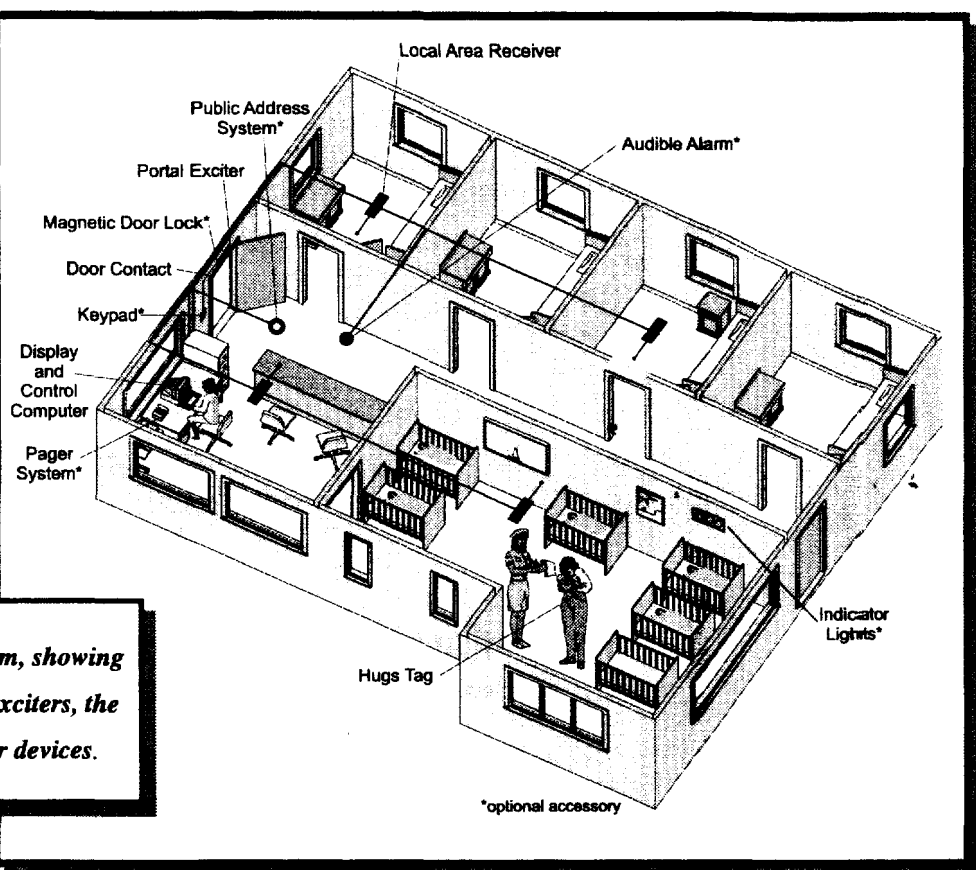 Local Area Receiver
Public Address
System*
Audible Alarm*
Portal Exciter
Magnetic Door Lock*
Door Contact
Keypad*
Display
and
Control
Computer
Pager
System*
Indicator
Lights*
Hugs Tag
m, showing
xciters, the
r devices.
*optional accessory